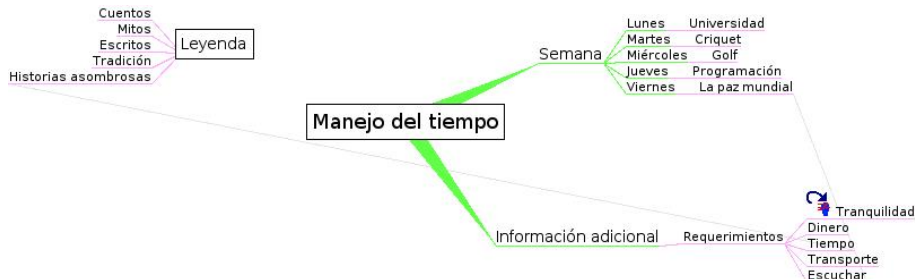 Cuentos
Mitos
Escritos
Tradición
Historias asombrosas
Leyenda
Manejo del tiempo
Semana
Lunes Universidad
Martes Criquet
Miércoles Golf
Jueves Programación
Viernes La paz mundial
Información adicional
Requerimientos
Tranquilidad
Dinero
Tiempo
Transporte
Escuchar